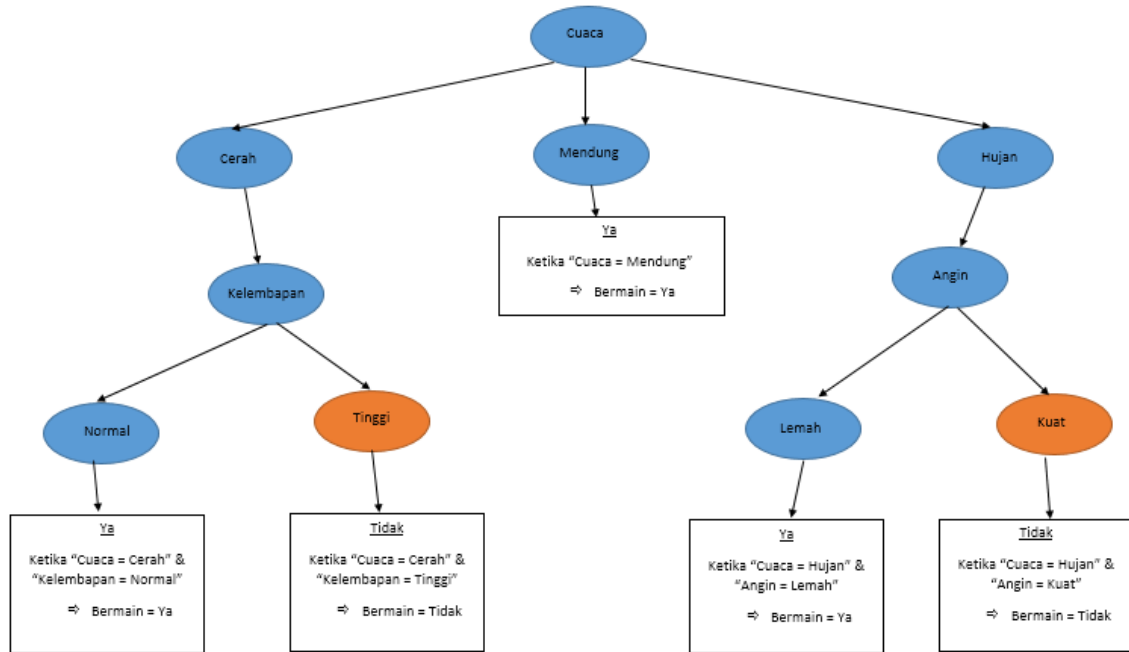 Cuaca
Cerah
Mendung
Hujan
Ya
Ketika “Cuaca = Mendung”
⇨ Bermain = Ya
Kelembapan
Angin
Normal
Tinggi
Lemah
Kuat
Ya
Ketika “Cuaca = Cerah” &
“Kelembapan = Normal”
⇨ Bermain = Ya
Tidak
Ketika “Cuaca = Cerah” &
“Kelembapan = Tinggi”
⇨ Bermain = Tidak
Ya
Ketika “Cuaca = Hujan” &
“Angin = Lemah”
⇨ Bermain = Ya
Tidak
Ketika “Cuaca = Hujan” &
“Angin = Kuat”
⇨ Bermain = Tidak